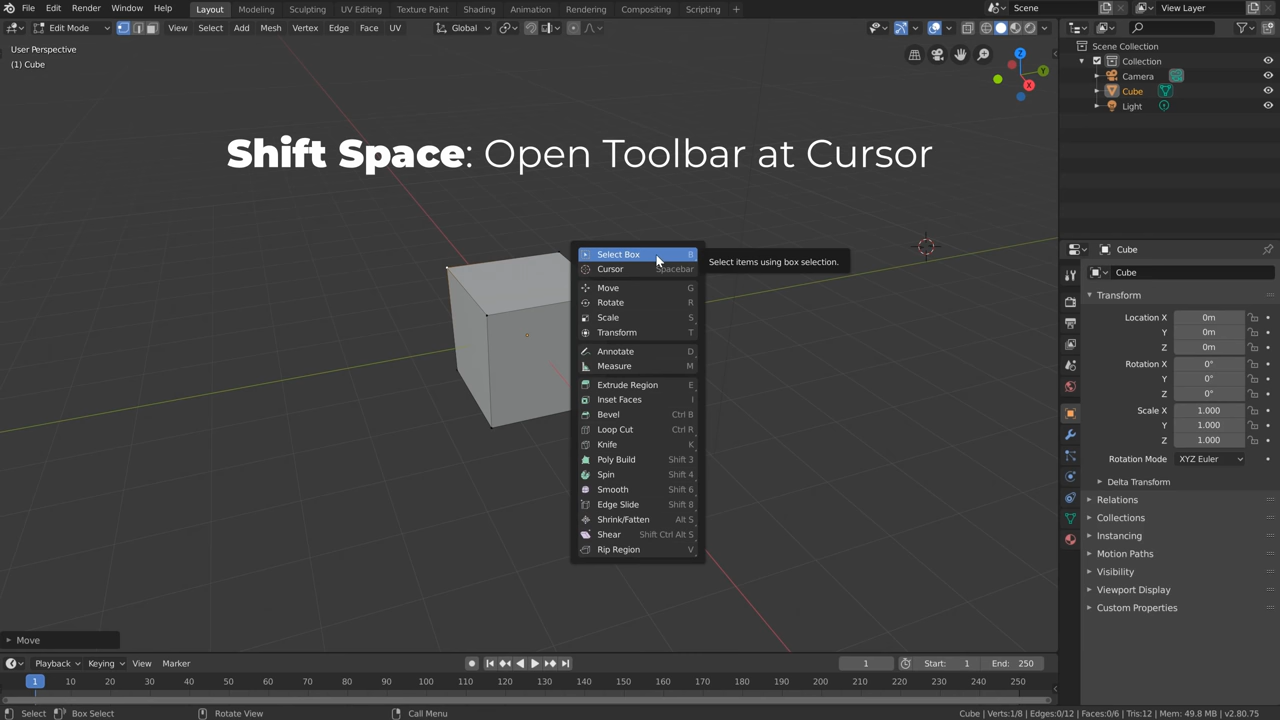 File Edit Render Window Help Layout Modeling Sculpting UV Editing Texture Paint Shading Animation Rendering Compositing Scripting Scene View Layer
Edit Mode View Select Add Mesh Vertex Edge Face UV Global
User Perspective
(1) Cube
Shift Space: Open Toolbar at Cursor
Select Box B
Cursor Spacebar
Move G
Rotate R
Scale S
Transform T
Annotate D
Measure M
Extrude Region E
Inset Faces I
Bevel Ctrl B
Loop Cut Ctrl R
Knife K
Poly Build Shift 3
Spin Shift 4
Smooth Shift 6
Edge Slide Shift 8
Shrink/Fatten Alt S
Shear Shift Ctrl Alt S
Rip Region V
Select items using box selection.
Z
Y
X
Scene Collection
Collection
Camera
Cube
Light
Cube
Cube
Transform
Location X 0m
Y 0m
Z 0m
Rotation X 0°
Y 0°
Z 0°
Scale X 1.000
Y 1.000
Z 1.000
Rotation Mode XYZ Euler
Delta Transform
Relations
Collections
Instancing
Motion Paths
Visibility
Viewport Display
Custom Properties
Move
Playback Keying View Marker 1 Start: 1 End: 250
1 10 20 30 40 50 60 70 80 90 100 110 120 130 140 150 160 170 180 190 200 210 220 230 240 250
Select Box Select Rotate View Call Menu Cube | Verts:1/8 | Edges:0/12 | Faces:0/6 | Tris:12 | Mem: 49.8 MB | v2.80.75